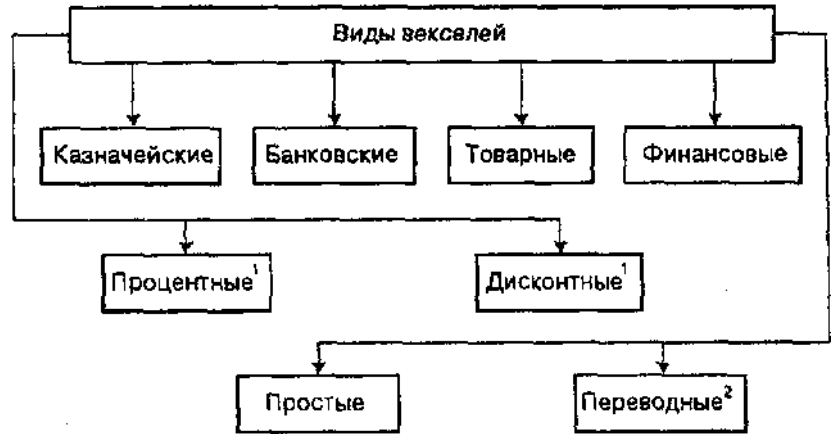 Виды векселей
Казначейские
Банковские
Товарные
Финансовые
Процентные¹
Дисконтные¹
Простые
Переводные²